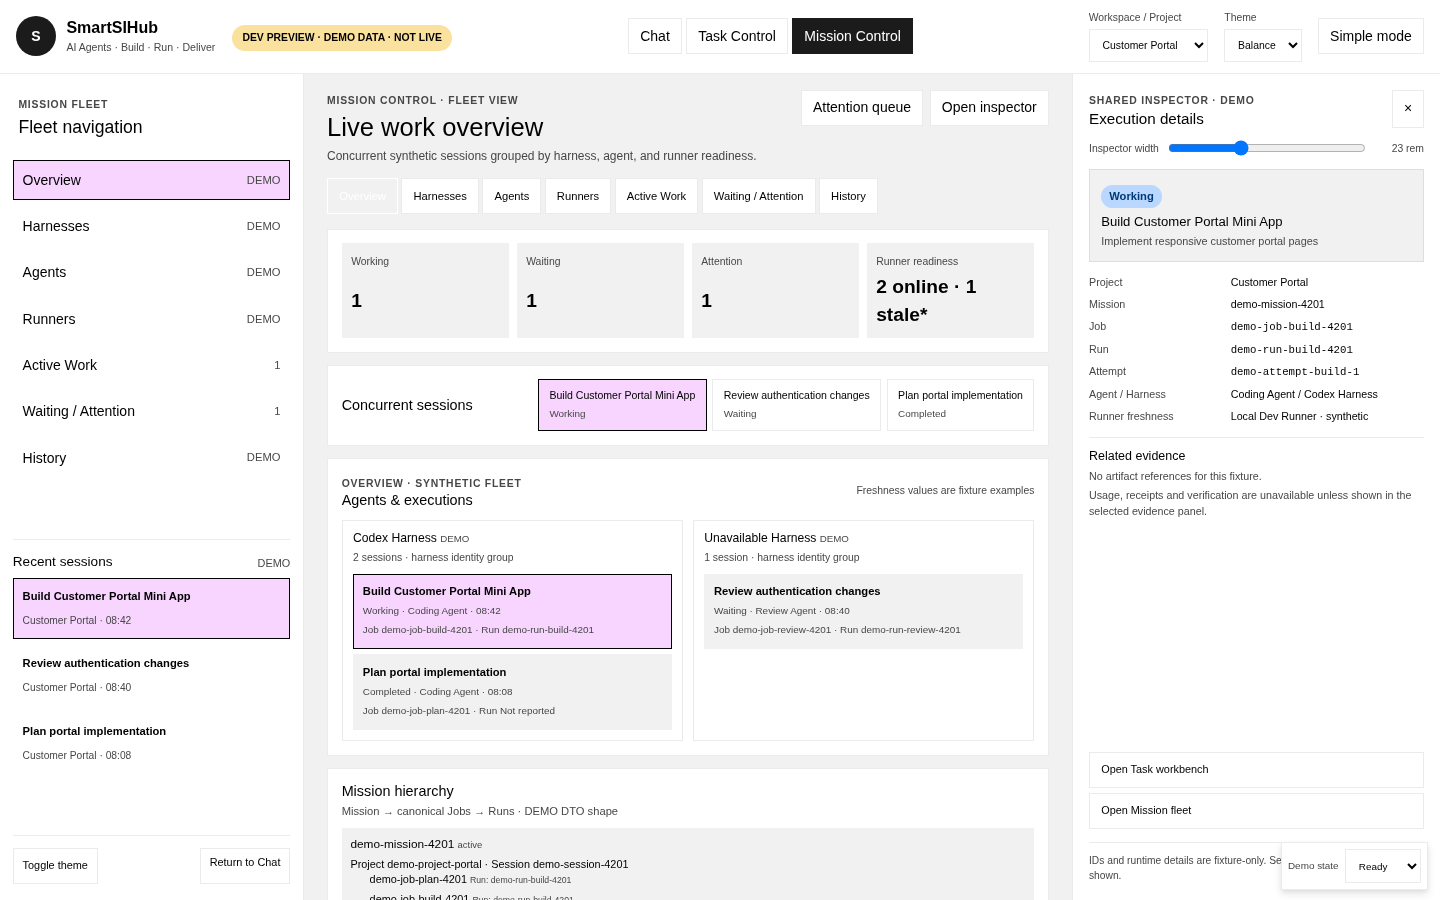 S
SmartSIHub
AI Agents · Build · Run · Deliver
DEV PREVIEW · DEMO DATA · NOT LIVE
Chat
Task Control
Mission Control
Workspace / Project
Customer Portal
Theme
Balance
Simple mode
MISSION FLEET
Fleet navigation
Overview DEMO
Harnesses DEMO
Agents DEMO
Runners DEMO
Active Work 1
Waiting / Attention 1
History DEMO
Recent sessions DEMO
Build Customer Portal Mini App
Customer Portal · 08:42
Review authentication changes
Customer Portal · 08:40
Plan portal implementation
Customer Portal · 08:08
Toggle theme
Return to Chat
MISSION CONTROL · FLEET VIEW
Live work overview
Concurrent synthetic sessions grouped by harness, agent, and runner readiness.
Attention queue
Open inspector
Overview
Harnesses
Agents
Runners
Active Work
Waiting / Attention
History
Working
1
Waiting
1
Attention
1
Runner readiness
2 online · 1
stale*
Concurrent sessions
Build Customer Portal Mini App
Working
Review authentication changes
Waiting
Plan portal implementation
Completed
OVERVIEW · SYNTHETIC FLEET
Agents & executions
Freshness values are fixture examples
Codex Harness DEMO
2 sessions · harness identity group
Build Customer Portal Mini App
Working · Coding Agent · 08:42
Job demo-job-build-4201 · Run demo-run-build-4201
Plan portal implementation
Completed · Coding Agent · 08:08
Job demo-job-plan-4201 · Run Not reported
Unavailable Harness DEMO
1 session · harness identity group
Review authentication changes
Waiting · Review Agent · 08:40
Job demo-job-review-4201 · Run demo-run-review-4201
Mission hierarchy
Mission → canonical Jobs → Runs · DEMO DTO shape
demo-mission-4201 active
Project demo-project-portal · Session demo-session-4201
demo-job-plan-4201 Run: demo-run-build-4201
demo-job-build-4201 Run: demo-run-build-4201
SHARED INSPECTOR · DEMO
Execution details
×
Inspector width 23 rem
Working
Build Customer Portal Mini App
Implement responsive customer portal pages
Project Customer Portal
Mission demo-mission-4201
Job demo-job-build-4201
Run demo-run-build-4201
Attempt demo-attempt-build-1
Agent / Harness Coding Agent / Codex Harness
Runner freshness Local Dev Runner · synthetic
Related evidence
No artifact references for this fixture.
Usage, receipts and verification are unavailable unless shown in the
selected evidence panel.
Open Task workbench
Open Mission fleet
IDs and runtime details are fixture-only.
shown.
Demo state
Ready